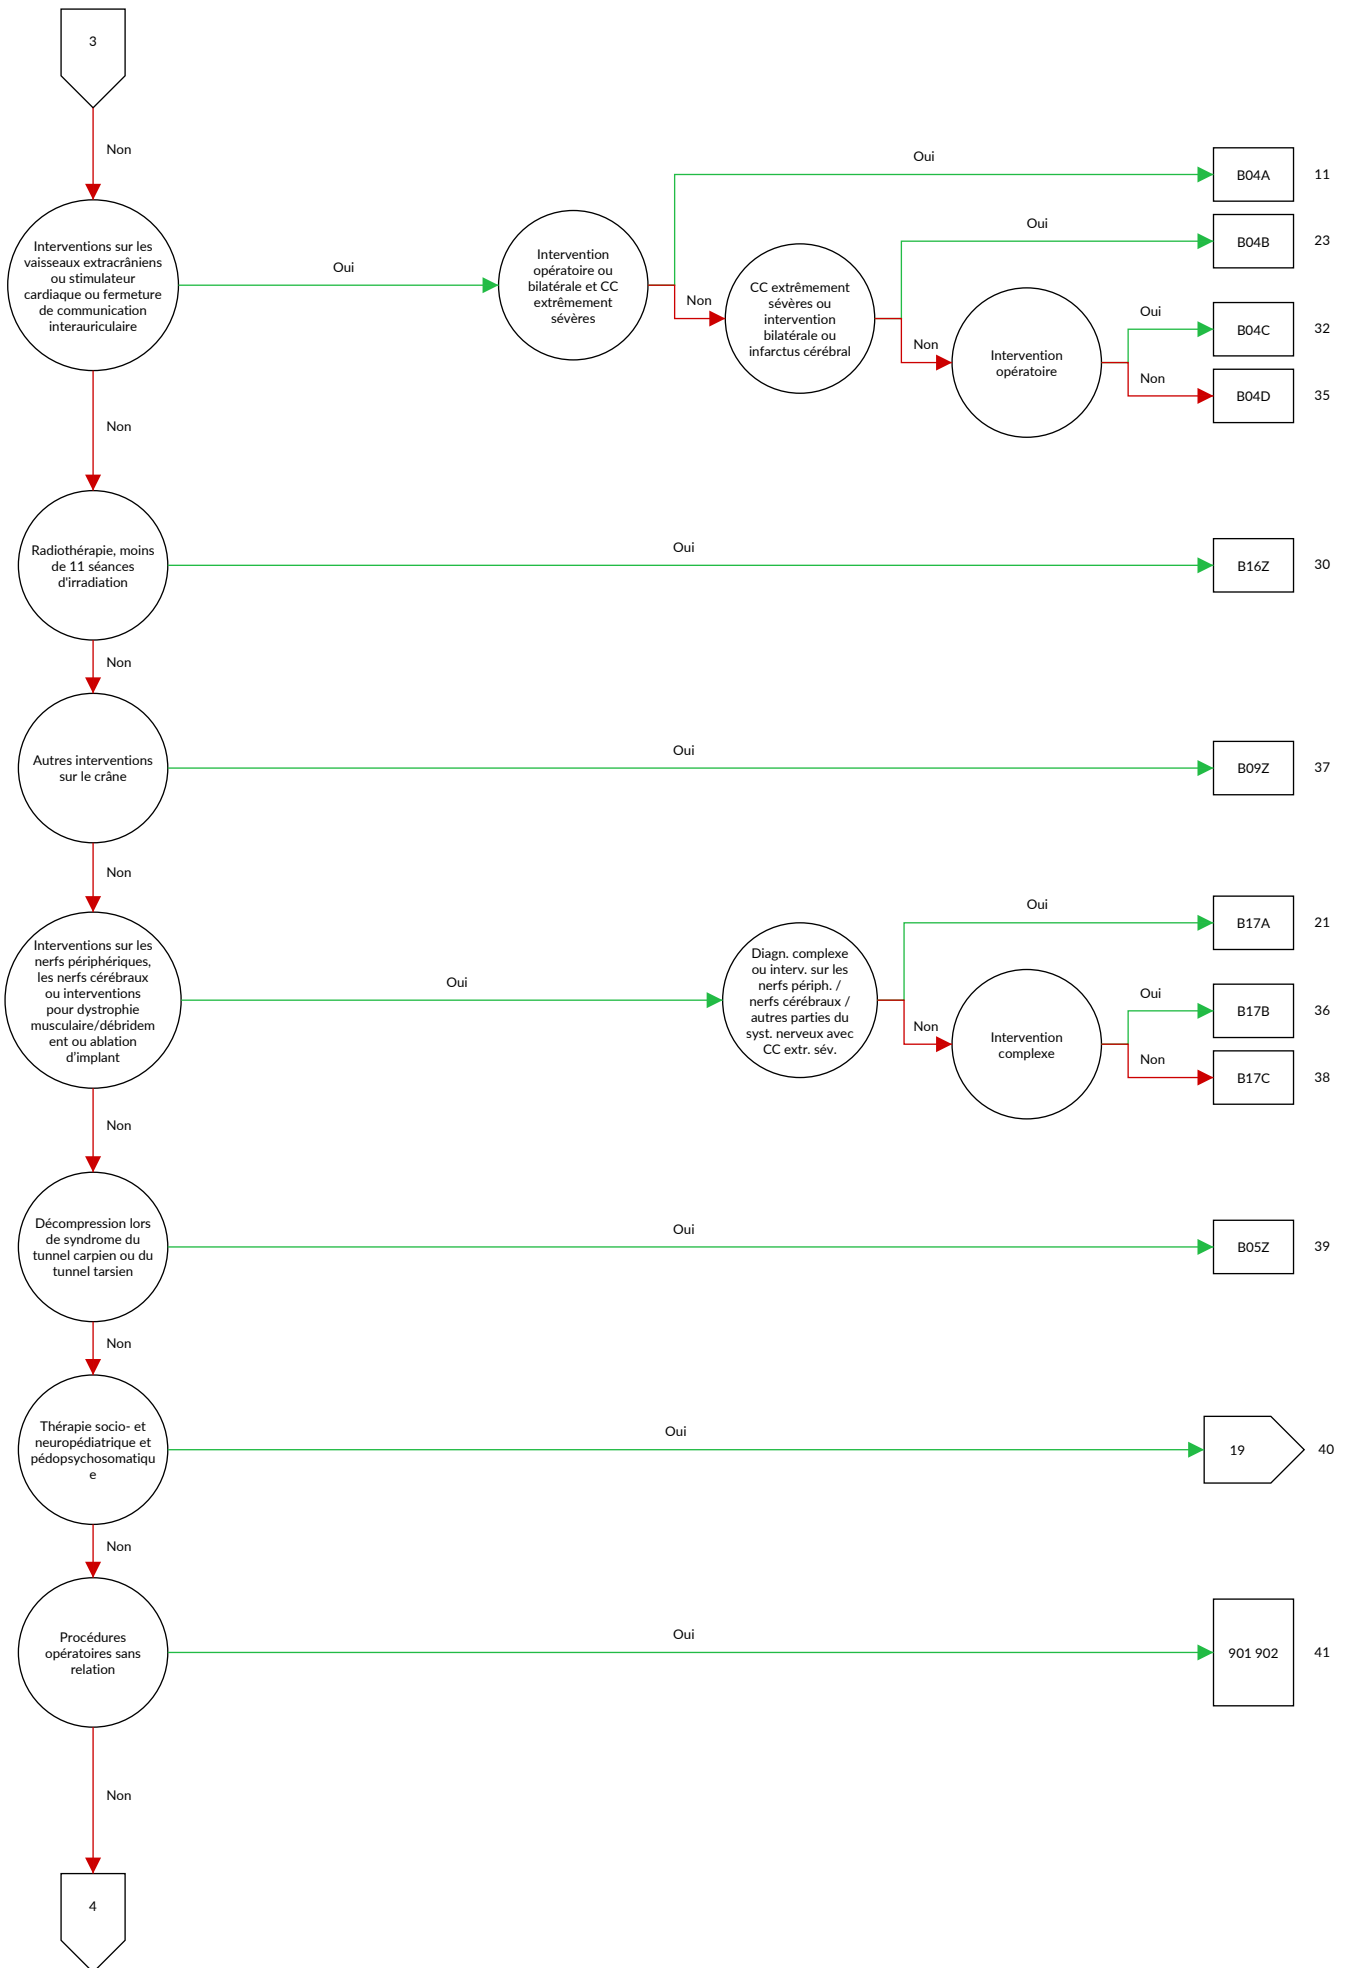 3
Non
Interventions sur les
vaisseaux extracrâniens
ou stimulateur
cardiaque ou fermeture
de communication
interauriculaire
Oui
Intervention
opératoire ou
bilatérale et CC
extrêmement
sévères
Oui
B04A
11
Non
CC extrêmement
sévères ou
intervention
bilatérale ou
infarctus cérébral
Oui
B04B
23
Non
Intervention
opératoire
Oui
B04C
32
Non
B04D
35
Non
Radiothérapie, moins
de 11 séances
d'irradiation
Oui
B16Z
30
Non
Autres interventions
sur le crâne
Oui
B09Z
37
Non
Interventions sur les
nerfs périphériques,
les nerfs cérébraux
ou interventions
pour dystrophie
musculaire/débridem
ent ou ablation
d'implant
Oui
Diagn. complexe
ou interv. sur les
nerfs périph. /
nerfs cérébraux /
autres parties du
syst. nerveux avec
CC extr. sév.
Oui
B17A
21
Non
Intervention
complexe
Oui
B17B
36
Non
B17C
38
Non
Décompression lors
de syndrome du
tunnel carpien ou du
tunnel tarsien
Oui
B05Z
39
Non
Thérapie socio- et
neuropédiatrique et
pédopsychosomatiqu
e
Oui
19
40
Non
Procédures
opératoires sans
relation
Oui
901 902
41
Non
4